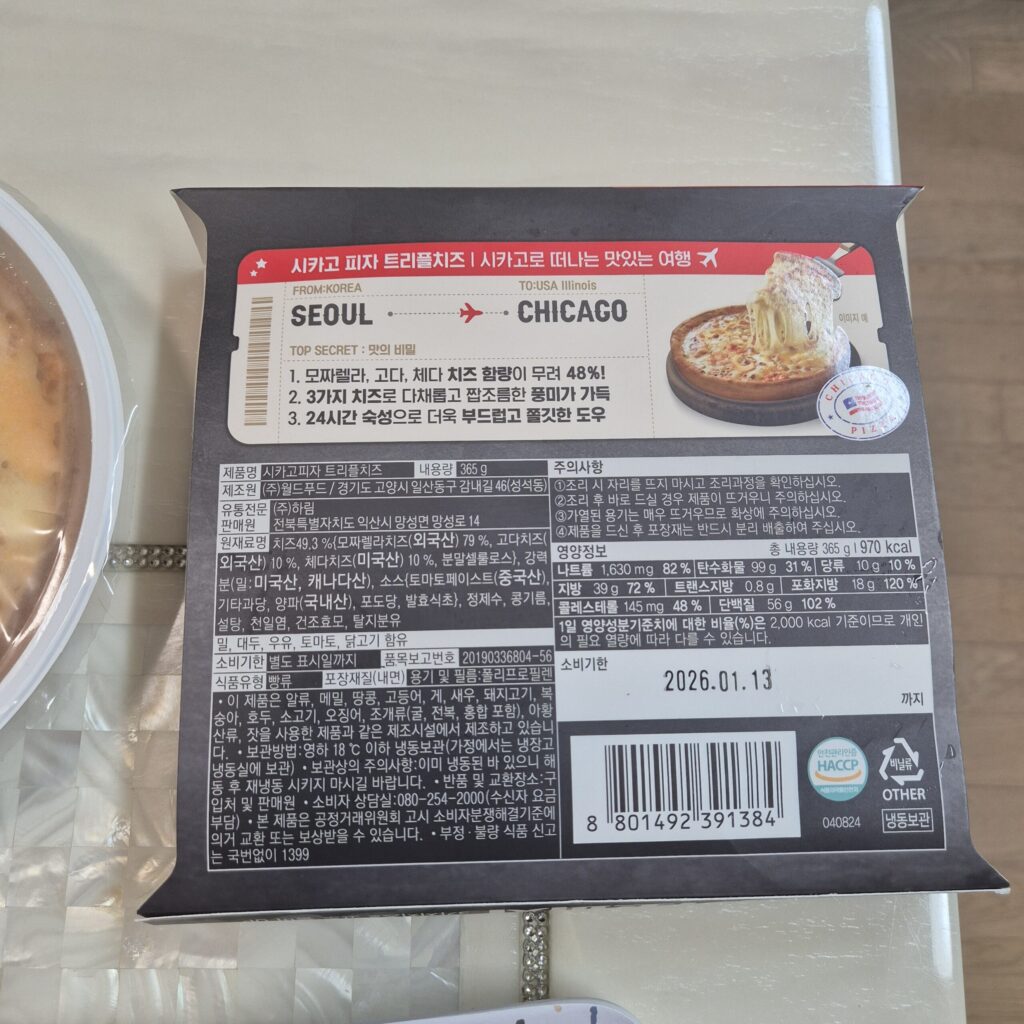 시카고 피자 트리플치즈 | 시카고로 떠나는 맛있는 여행
FROM:KOREA
TO:USA Illinois
SEOUL
CHICAGO
TOP SECRET : 맛의 비밀
1. 모짜렐라, 고다, 체다 치즈 함량이 무려 48%!
2. 3가지 치즈로 다채롭고 짭조름한 풍미가 가득
3. 24시간 숙성으로 더욱 부드럽고 쫄깃한 도우
이미지 예
PIZZA
제품명 시카고피자 트리플치즈 내용량 365 g
제조원 (주)월드푸드 / 경기도 고양시 일산동구 감내길 46(성석동)
유통전문 (주)하림
판매원 전북특별자치도 익산시 망성면 망성로 14
원재료명 치즈49.3 %{모짜렐라치즈(외국산) 79 %, 고다치즈(
외국산) 10 %, 체다치즈(미국산) 10 %, 분말셀룰로스}, 강력
분(밀:미국산, 캐나다산), 소스{토마토페이스트(중국산),
기타과당, 양파(국내산), 포도당, 발효식초}, 정제수, 콩기름,
설탕, 천일염, 건조효모, 탈지분유
밀, 대두, 우유, 토마토, 닭고기 함유
소비기한 별도 표시일까지 품목보고번호 20190336804-56
식품유형 빵류 포장재질(내면) 용기 및 필름:폴리프로필렌
• 이 제품은 알류, 메밀, 땅콩, 고등어, 게, 새우, 돼지고기, 복
숭아, 호두, 소고기, 오징어, 조개류(굴, 전복, 홍합 포함), 아황
산류, 잣을 사용한 제품과 같은 제조시설에서 제조하고 있습니
다. • 보관방법:영하 18 ℃ 이하 냉동보관(가정에서는 냉장고
냉동실에 보관) • 보관상의 주의사항:이미 냉동된 바 있으니 해
동 후 재냉동 시키지 마시길 바랍니다. • 반품 및 교환장소:구
입처 및 판매원 • 소비자 상담실:080-254-2000(수신자 요금
부담) • 본 제품은 공정거래위원회 고시 소비자분쟁해결기준에
의거 교환 또는 보상받을 수 있습니다. • 부정·불량 식품 신고
는 국번없이 1399
주의사항
①조리 시 자리를 뜨지 마시고 조리과정을 확인하십시오.
②조리 후 바로 드실 경우 제품이 뜨거우니 주의하십시오.
③가열된 용기는 매우 뜨거우므로 화상에 주의하십시오.
④제품을 드신 후 포장재는 반드시 분리 배출하여 주십시오.
영양정보 총 내용량 365 g | 970 kcal
나트륨 1,630 mg 82 % 탄수화물 99 g 31 % 당류 10 g 10 %
지방 39 g 72 % 트랜스지방 0.8 g 포화지방 18 g 120 %
콜레스테롤 145 mg 48 % 단백질 56 g 102 %
1일 영양성분기준치에 대한 비율(%)은 2,000 kcal 기준이므로 개인
의 필요 열량에 따라 다를 수 있습니다.
소비기한
2026.01.13
까지
8 801492 391384
안전관리인증
HACCP
식품의약품안전처
040824
비닐류
OTHER
냉동보관